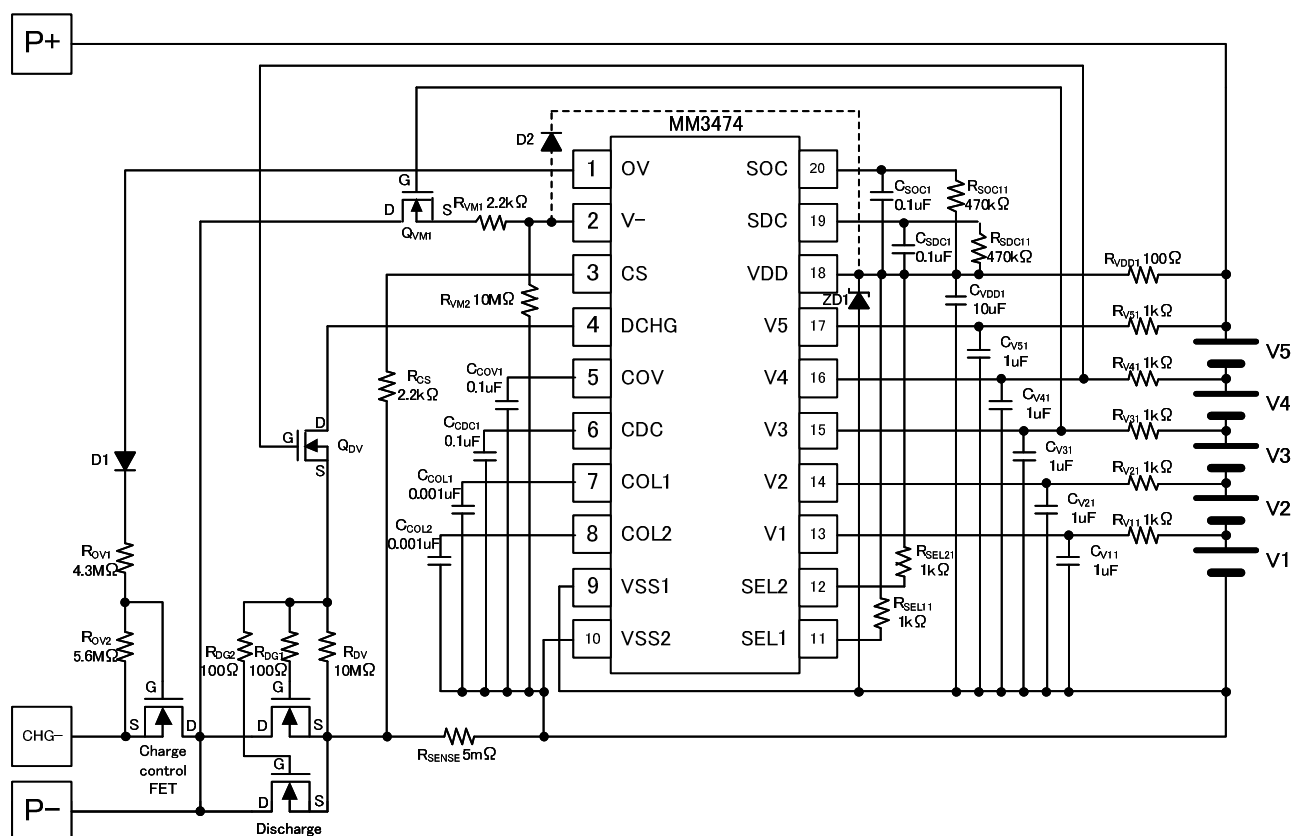 P+
MM3474
D2
1 OV
SOC 20
CSOC1
0.1uF
RSOC11
470kΩ
G
D
S
QVM1
RVM1 2.2kΩ
2 V-
SDC 19
CSDC1
0.1uF
RSDC11
470kΩ
3 CS
VDD 18
RVDD1 100Ω
RVM2 10MΩ
ZD1
CVDD1
10uF
4 DCHG
V5 17
RV51 1kΩ
CV51
1uF
V5
RCS
2.2kΩ
CCOV1
0.1uF
5 COV
V4 16
RV41 1kΩ
CV41
1uF
V4
D
G
S
QDV
CCDC1
0.1uF
6 CDC
V3 15
RV31 1kΩ
CV31
1uF
V3
D1
CCOL1
0.001uF
7 COL1
V2 14
RV21 1kΩ
CV21
1uF
V2
CCOL2
0.001uF
8 COL2
V1 13
RV11 1kΩ
CV11
1uF
V1
ROV1
4.3MΩ
RSEL21
1kΩ
9 VSS1
SEL2 12
RSEL11
1kΩ
ROV2
5.6MΩ
RDG2
100Ω
RDG1
100Ω
RDV
10MΩ
10 VSS2
SEL1 11
G
G
CHG-
S
D
D
S
Charge
control
FET
RSENSE 5mΩ
G
P-
D
S
Discharge